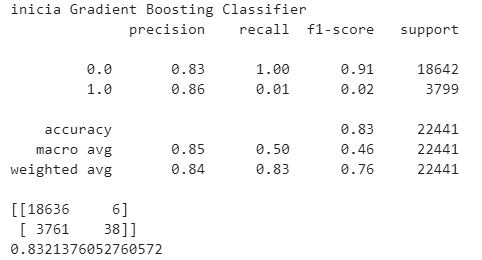 inicia Gradient Boosting Classifier
precision recall f1-score support
0.0 0.83 1.00 0.91 18642
1.0 0.86 0.01 0.02 3799
accuracy 0.83 22441
macro avg 0.85 0.50 0.46 22441
weighted avg 0.84 0.83 0.76 22441
[[18636 6]
[ 3761 38]]
0.8321376052760572